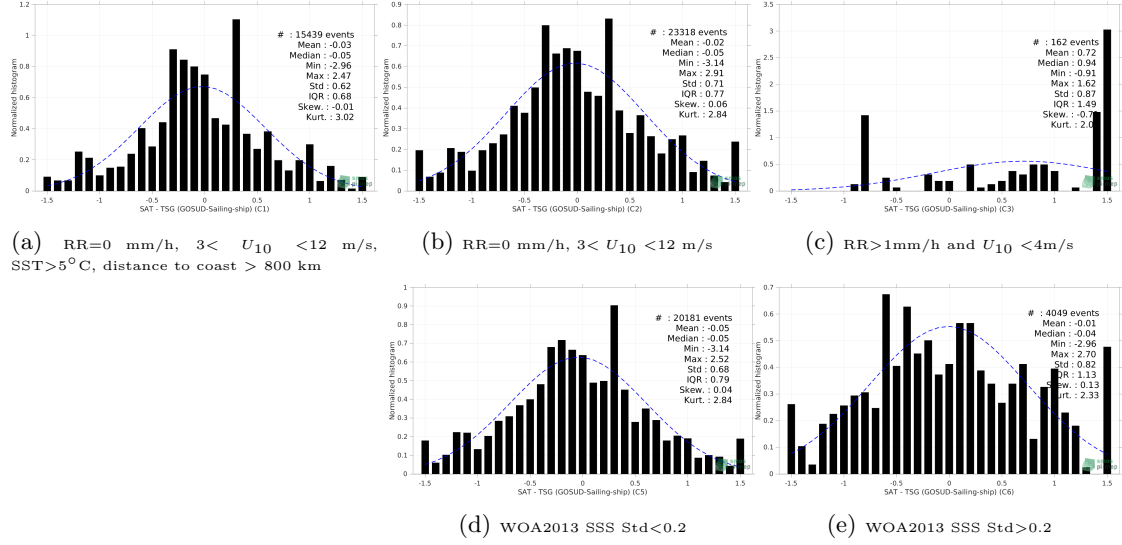 1.2
1
0.8
0.6
0.4
0.2
0
Normalized histogram
# : 15439 events
Mean : -0.03
Median : -0.05
Min : -2.96
Max : 2.47
Std : 0.62
IQR : 0.68
Skew. : -0.01
Kurt. : 3.02
-1.5 -1 -0.5 0 0.5 1 1.5
SAT - TSG (GOSUD-Sailing-ship) (C1)
(a) RR=0 mm/h, 3< U10 <12 m/s,
SST>5°C, distance to coast > 800 km
0.9
0.8
0.7
0.6
0.5
0.4
0.3
0.2
0.1
0
Normalized histogram
# : 23318 events
Mean : -0.02
Median : -0.05
Min : -3.14
Max : 2.91
Std : 0.71
IQR : 0.77
Skew. : 0.06
Kurt. : 2.84
-1.5 -1 -0.5 0 0.5 1 1.5
SAT - TSG (GOSUD-Sailing-ship) (C2)
(b) RR=0 mm/h, 3< U10 <12 m/s
3.5
3
2.5
2
1.5
1
0.5
0
Normalized histogram
# : 162 events
Mean : 0.72
Median : 0.94
Min : -0.91
Max : 1.62
Std : 0.87
IQR : 1.49
Skew. :
Kurt. :
-1.5 -1 -0.5 0 0.5 1 1.5
SAT - TSG (GOSUD-Sailing-ship) (C3)
(c) RR>1mm/h and U10 <4m/s
1
0.9
0.8
0.7
0.6
0.5
0.4
0.3
0.2
0.1
0
Normalized histogram
# : 20181 events
Mean : -0.05
Median : -0.05
Min : -3.14
Max : 2.52
Std : 0.68
IQR : 0.79
Skew. : 0.04
Kurt. : 2.84
-1.5 -1 -0.5 0 0.5 1 1.5
SAT - TSG (GOSUD-Sailing-ship) (C5)
(d) WOA2013 SSS Std<0.2
0.7
0.6
0.5
0.4
0.3
0.2
0.1
0
Normalized histogram
# : 4049 events
Mean : -0.01
Median : -0.04
Min : -2.96
Max : 2.70
Std : 0.82
IQR : 1.13
Skew. : 0.13
Kurt. : 2.33
-1.5 -1 -0.5 0 0.5 1 1.5
SAT - TSG (GOSUD-Sailing-ship) (C6)
(e) WOA2013 SSS Std>0.2